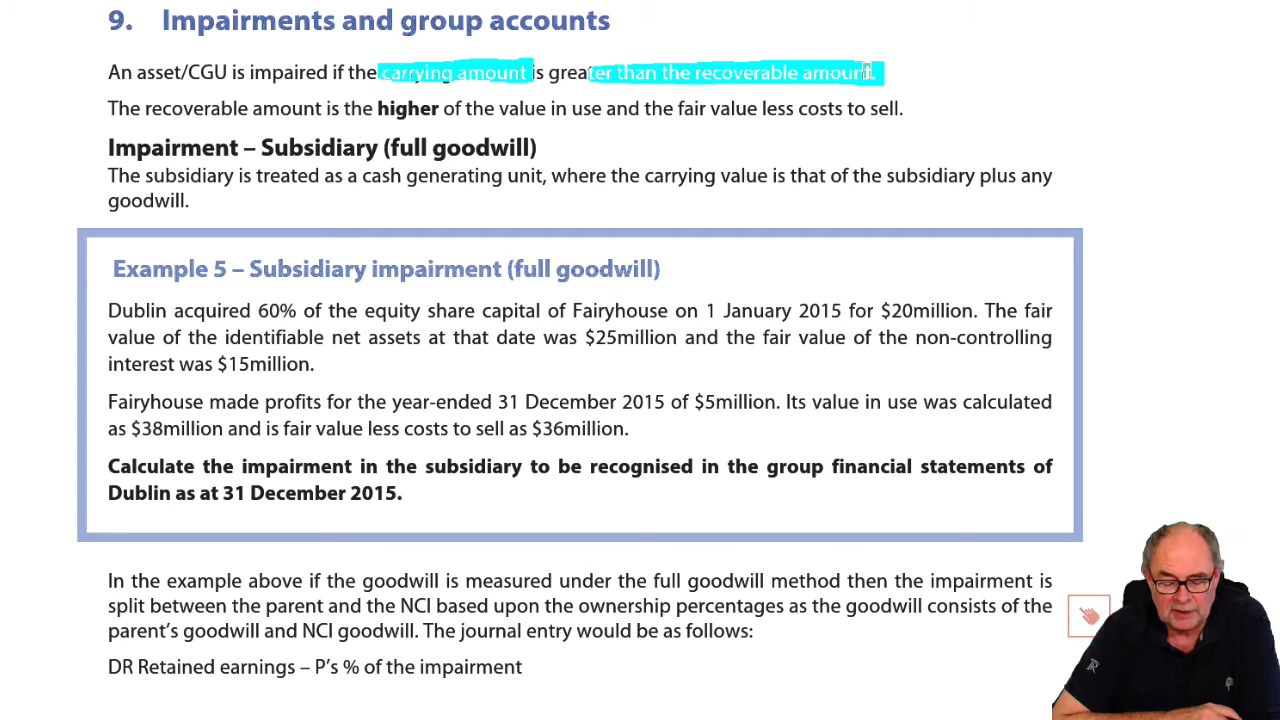 9. Impairments and group accounts
An asset/CGU is impaired if the carrying amount is greater than the recoverable amount.
The recoverable amount is the higher of the value in use and the fair value less costs to sell.
Impairment – Subsidiary (full goodwill)
The subsidiary is treated as a cash generating unit, where the carrying value is that of the subsidiary plus any
goodwill.
Example 5 – Subsidiary impairment (full goodwill)
Dublin acquired 60% of the equity share capital of Fairyhouse on 1 January 2015 for $20million. The fair
value of the identifiable net assets at that date was $25million and the fair value of the non-controlling
interest was $15million.
Fairyhouse made profits for the year-ended 31 December 2015 of $5million. Its value in use was calculated
as $38million and is fair value less costs to sell as $36million.
Calculate the impairment in the subsidiary to be recognised in the group financial statements of
Dublin as at 31 December 2015.
In the example above if the goodwill is measured under the full goodwill method then the impairment is
split between the parent and the NCI based upon the ownership percentages as the goodwill consists of the
parent's goodwill and NCI goodwill. The journal entry would be as follows:
DR Retained earnings – P's % of the impairment